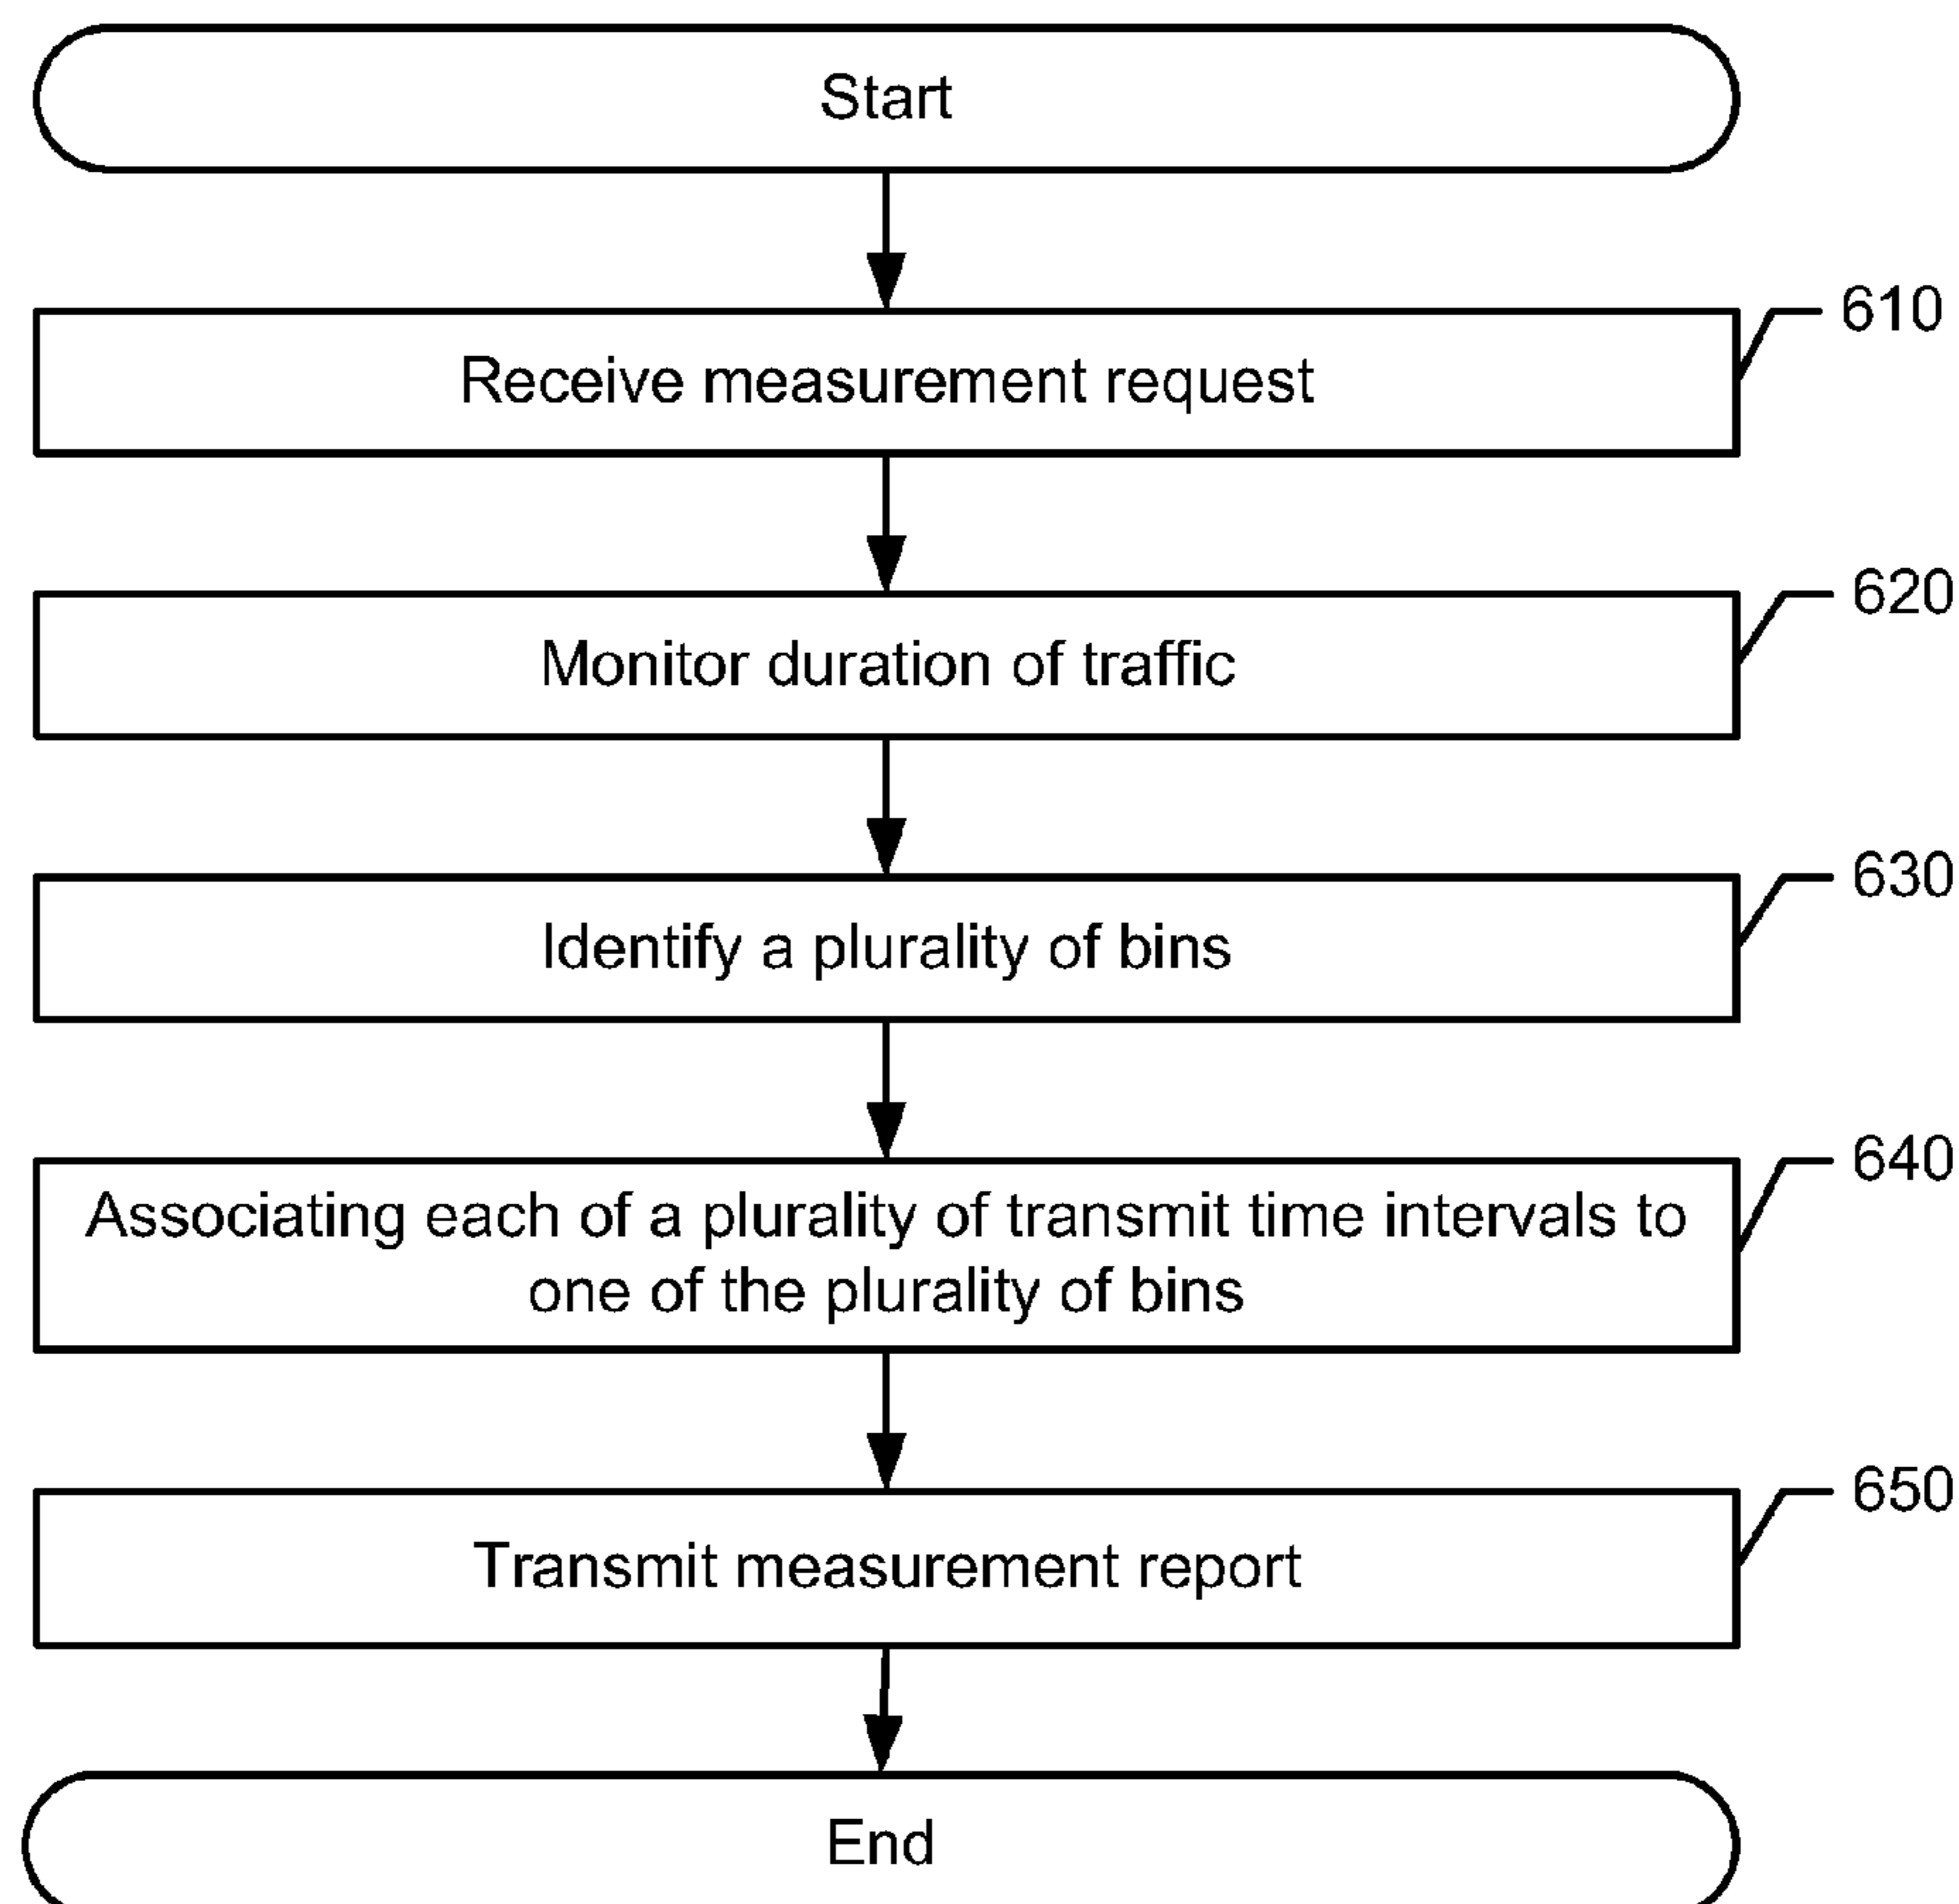 Start
610
Receive measurement request
620
Monitor duration of traffic
630
Identify a plurality of bins
640
Associating each of a plurality of transmit time intervals to
one of the plurality of bins
650
Transmit measurement report
End